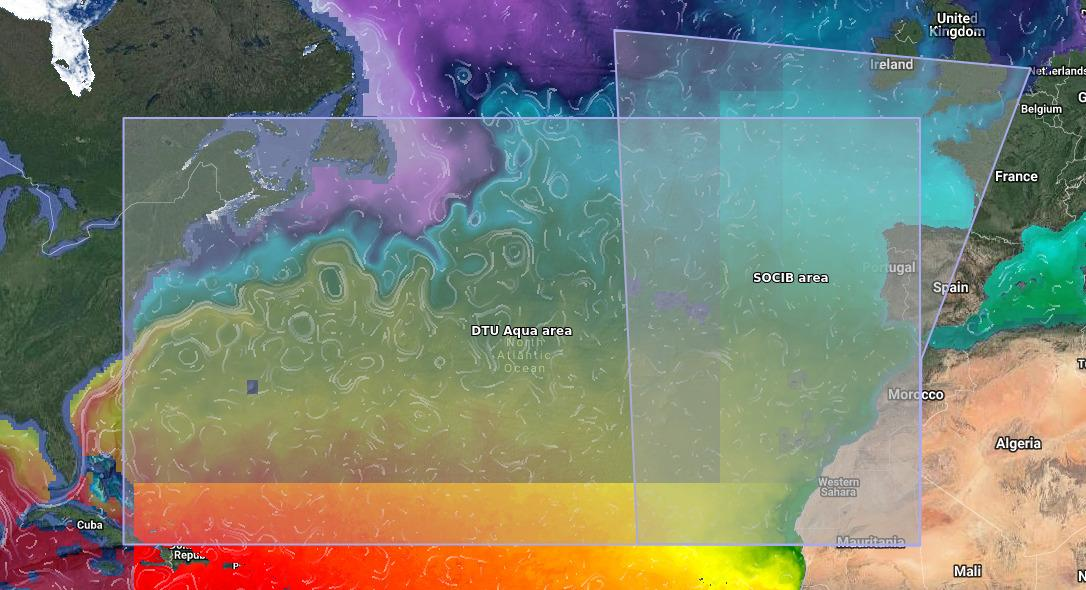 United
Kingdom
Ireland
Netherlands
Belgium
France
SOCIB area
Portugal
Spain
DTU Aqua area
North
Atlantic
Ocean
Morocco
Algeria
Western
Sahara
Cuba
Mauritania
Mali